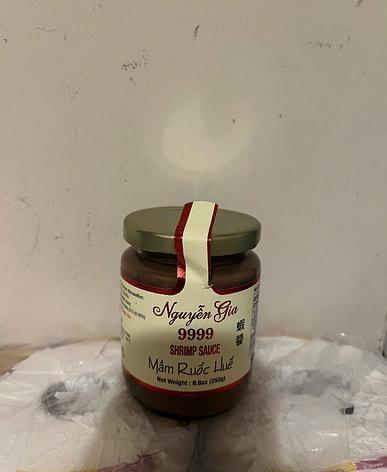 Nguyễn Gia
9999
SHRIMP SAUCE
蝦醬
Mắm Ruốc Huế
Net Weight : 8.8oz (250g)